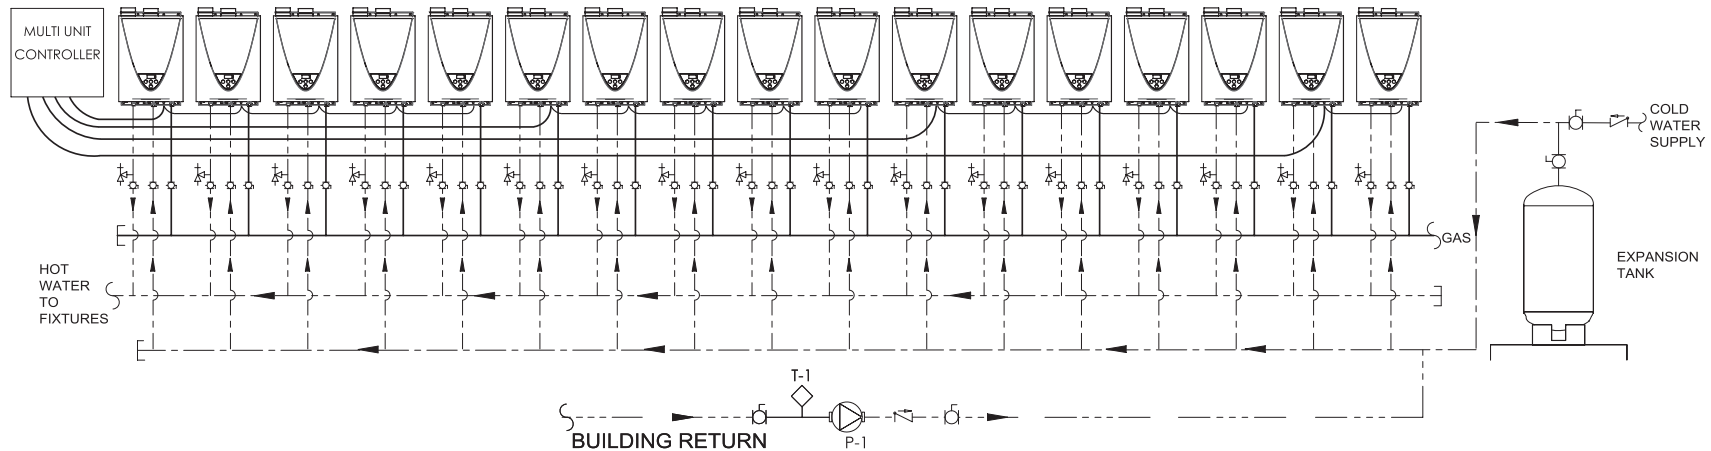 MULTI UNIT
CONTROLLER
COLD
WATER
SUPPLY
GAS
HOT
WATER
TO
FIXTURES
EXPANSION
TANK
T-1
P-1
BUILDING RETURN